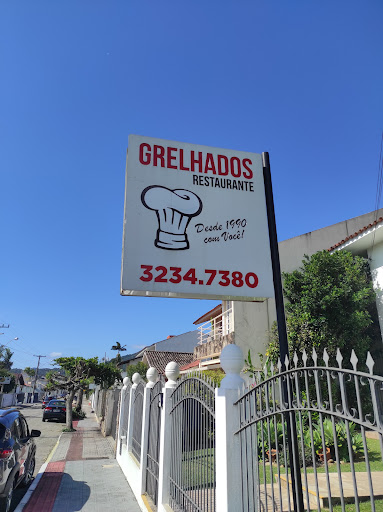 GRELHADOS
RESTAURANTE
Desde 1990
com Você!
3234.7380